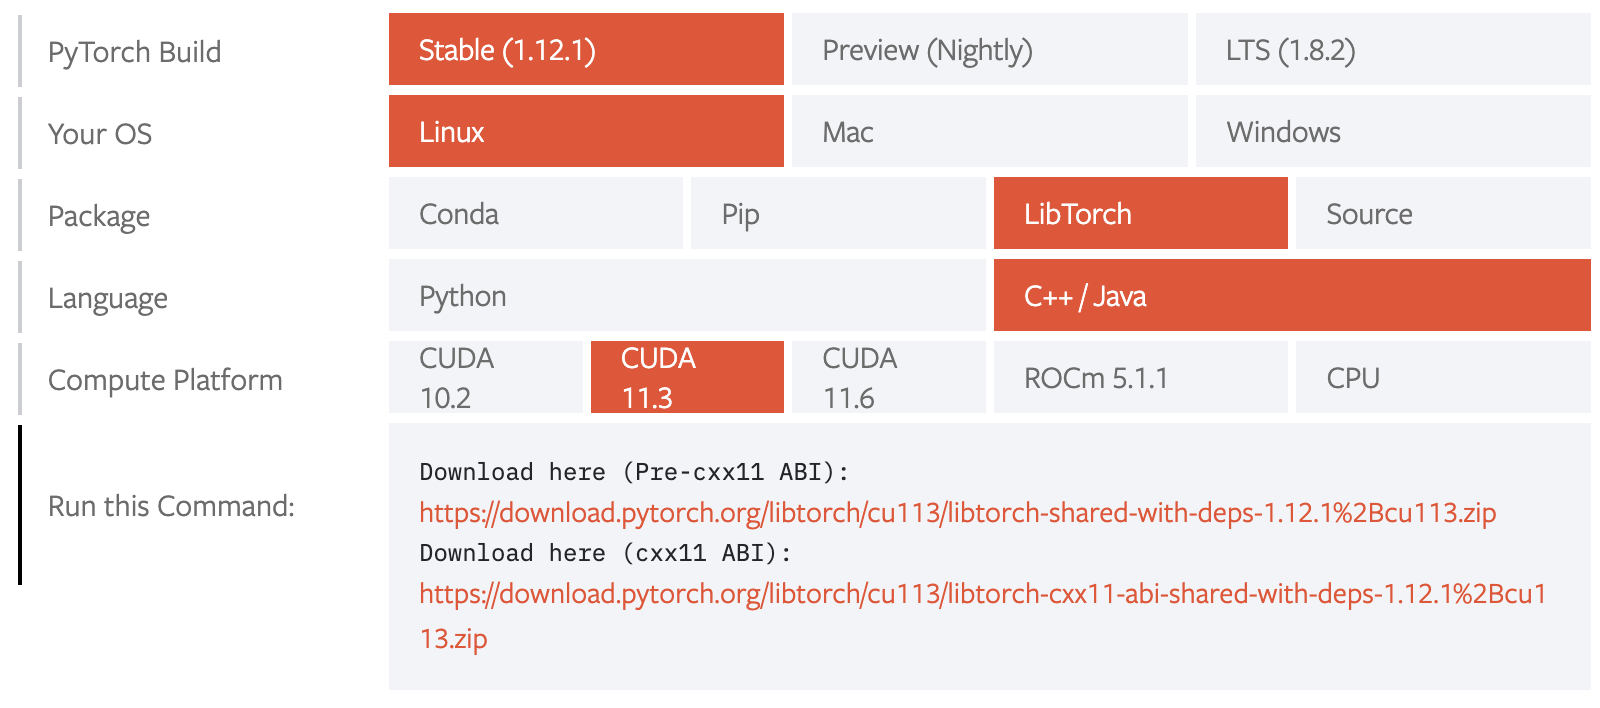 PyTorch Build
Stable (1.12.1)
Preview (Nightly)
LTS (1.8.2)
Your OS
Linux
Mac
Windows
Package
Conda
Pip
LibTorch
Source
Language
Python
C++ / Java
Compute Platform
CUDA
10.2
CUDA
11.3
CUDA
11.6
ROCm 5.1.1
CPU
Run this Command:
Download here (Pre-cxx11 ABI):
https://download.pytorch.org/libtorch/cu113/libtorch-shared-with-deps-1.12.1%2Bcu113.zip
Download here (cxx11 ABI):
https://download.pytorch.org/libtorch/cu113/libtorch-cxx11-abi-shared-with-deps-1.12.1%2Bcu1
13.zip